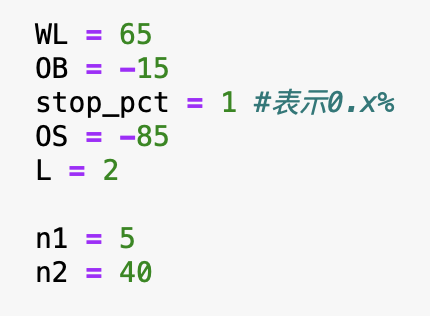 WL = 65
OB = -15
stop_pct = 1 #表示0.x%
OS = -85
L = 2
n1 = 5
n2 = 40